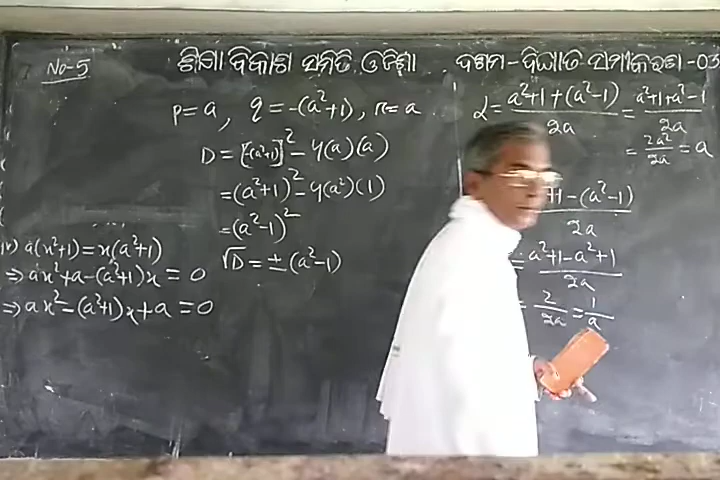 ଶିକ୍ଷା ବିକାଶ ସମିତି ଓଡ଼ିଶା ଦଶମ - ଦ୍ୱିଘାତ ସମୀକରଣ - 03
No-5
iv) a(x²+1) = x(a²+1)
⇒ ax²+a-(a²+1)x = 0
⇒ ax²-(a²+1)x+a = 0
p = a, q = -(a²+1), r = a
D = [-(a²+1)]² - 4(a)(a)
= (a²+1)² - 4(a²)(1)
= (a²-1)²
√D = ± (a²-1)
α = (a²+1+(a²-1))/2a = (a²+1+a²-1)/2a
= 2a²/2a = a
+1-(a²-1)/2a
= (a²+1-a²+1)/2a
= 2/2a = 1/a